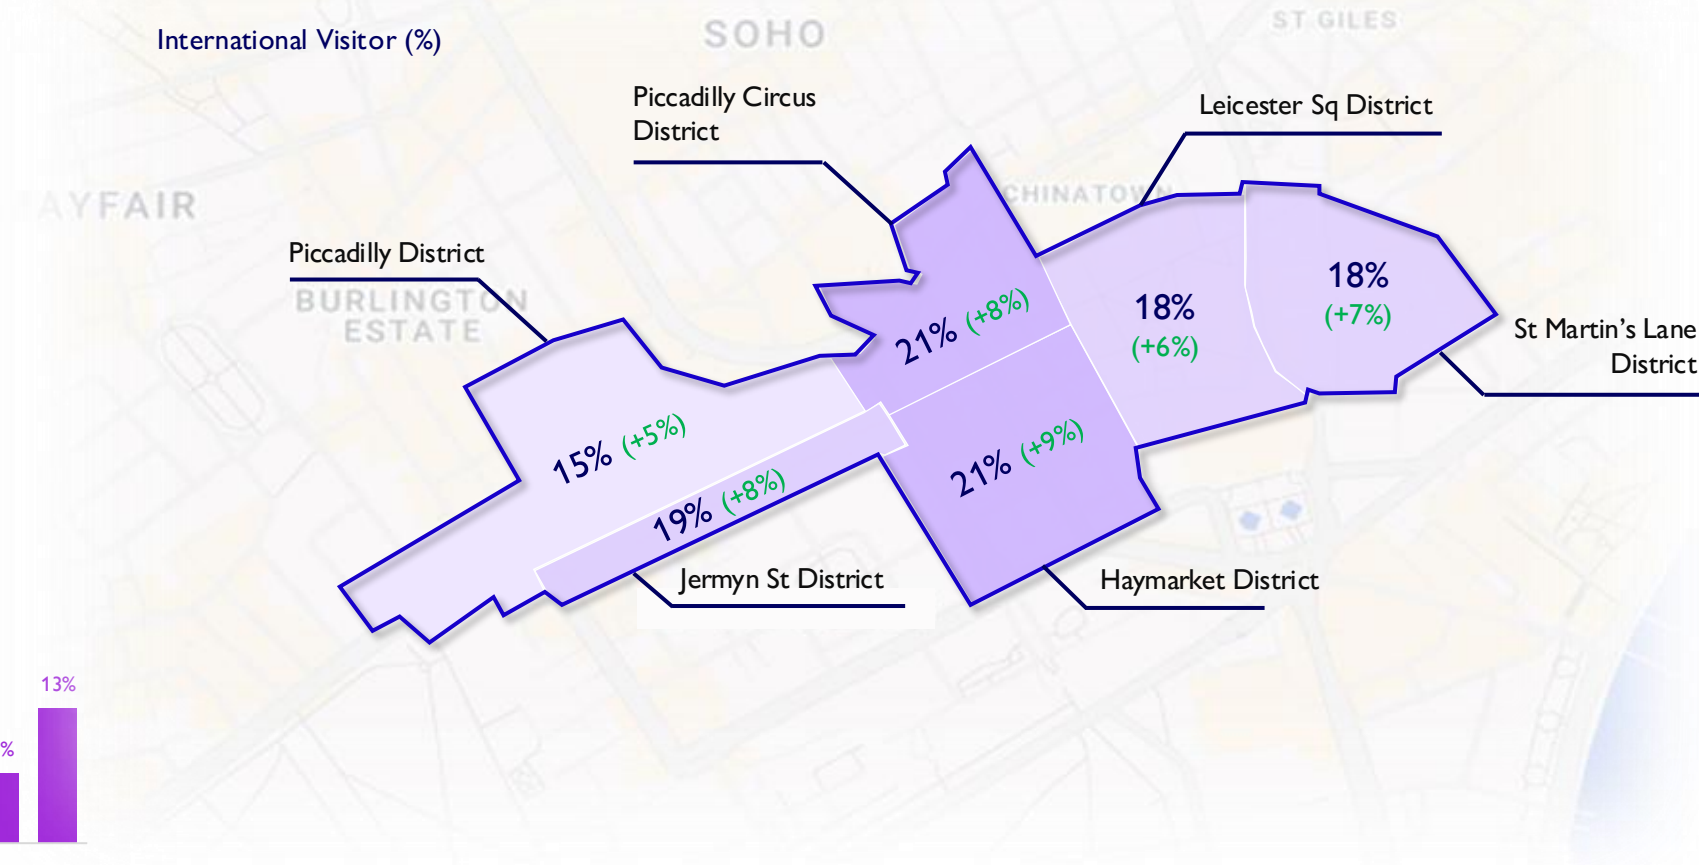 International Visitor (%)
SOHO
ST GILES
Piccadilly Circus
District
Leicester Sq District
CHINATOWN
AYFAIR
Piccadilly District
BURLINGTON
ESTATE
21% (+8%)
18%
(+6%)
18%
(+7%)
St Martin's Lane
District
15% (+5%)
19% (+8%)
21% (+9%)
Jermyn St District
Haymarket District
13%
%